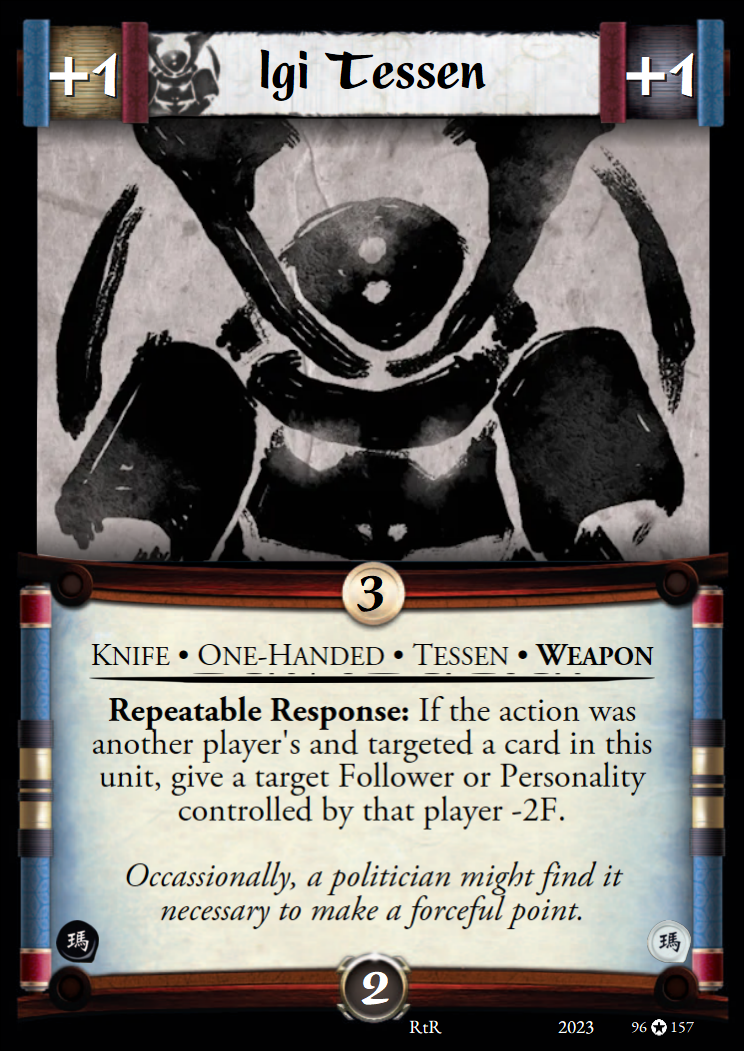 +1 Igi Tessen +1
3
KNIFE • ONE-HANDED • TESSEN • WEAPON
Repeatable Response: If the action was
another player's and targeted a card in this
unit, give a target Follower or Personality
controlled by that player -2F.
Occasionally, a politician might find it
necessary to make a forceful point.
瑪 瑪
2
RtR 2023 96 157